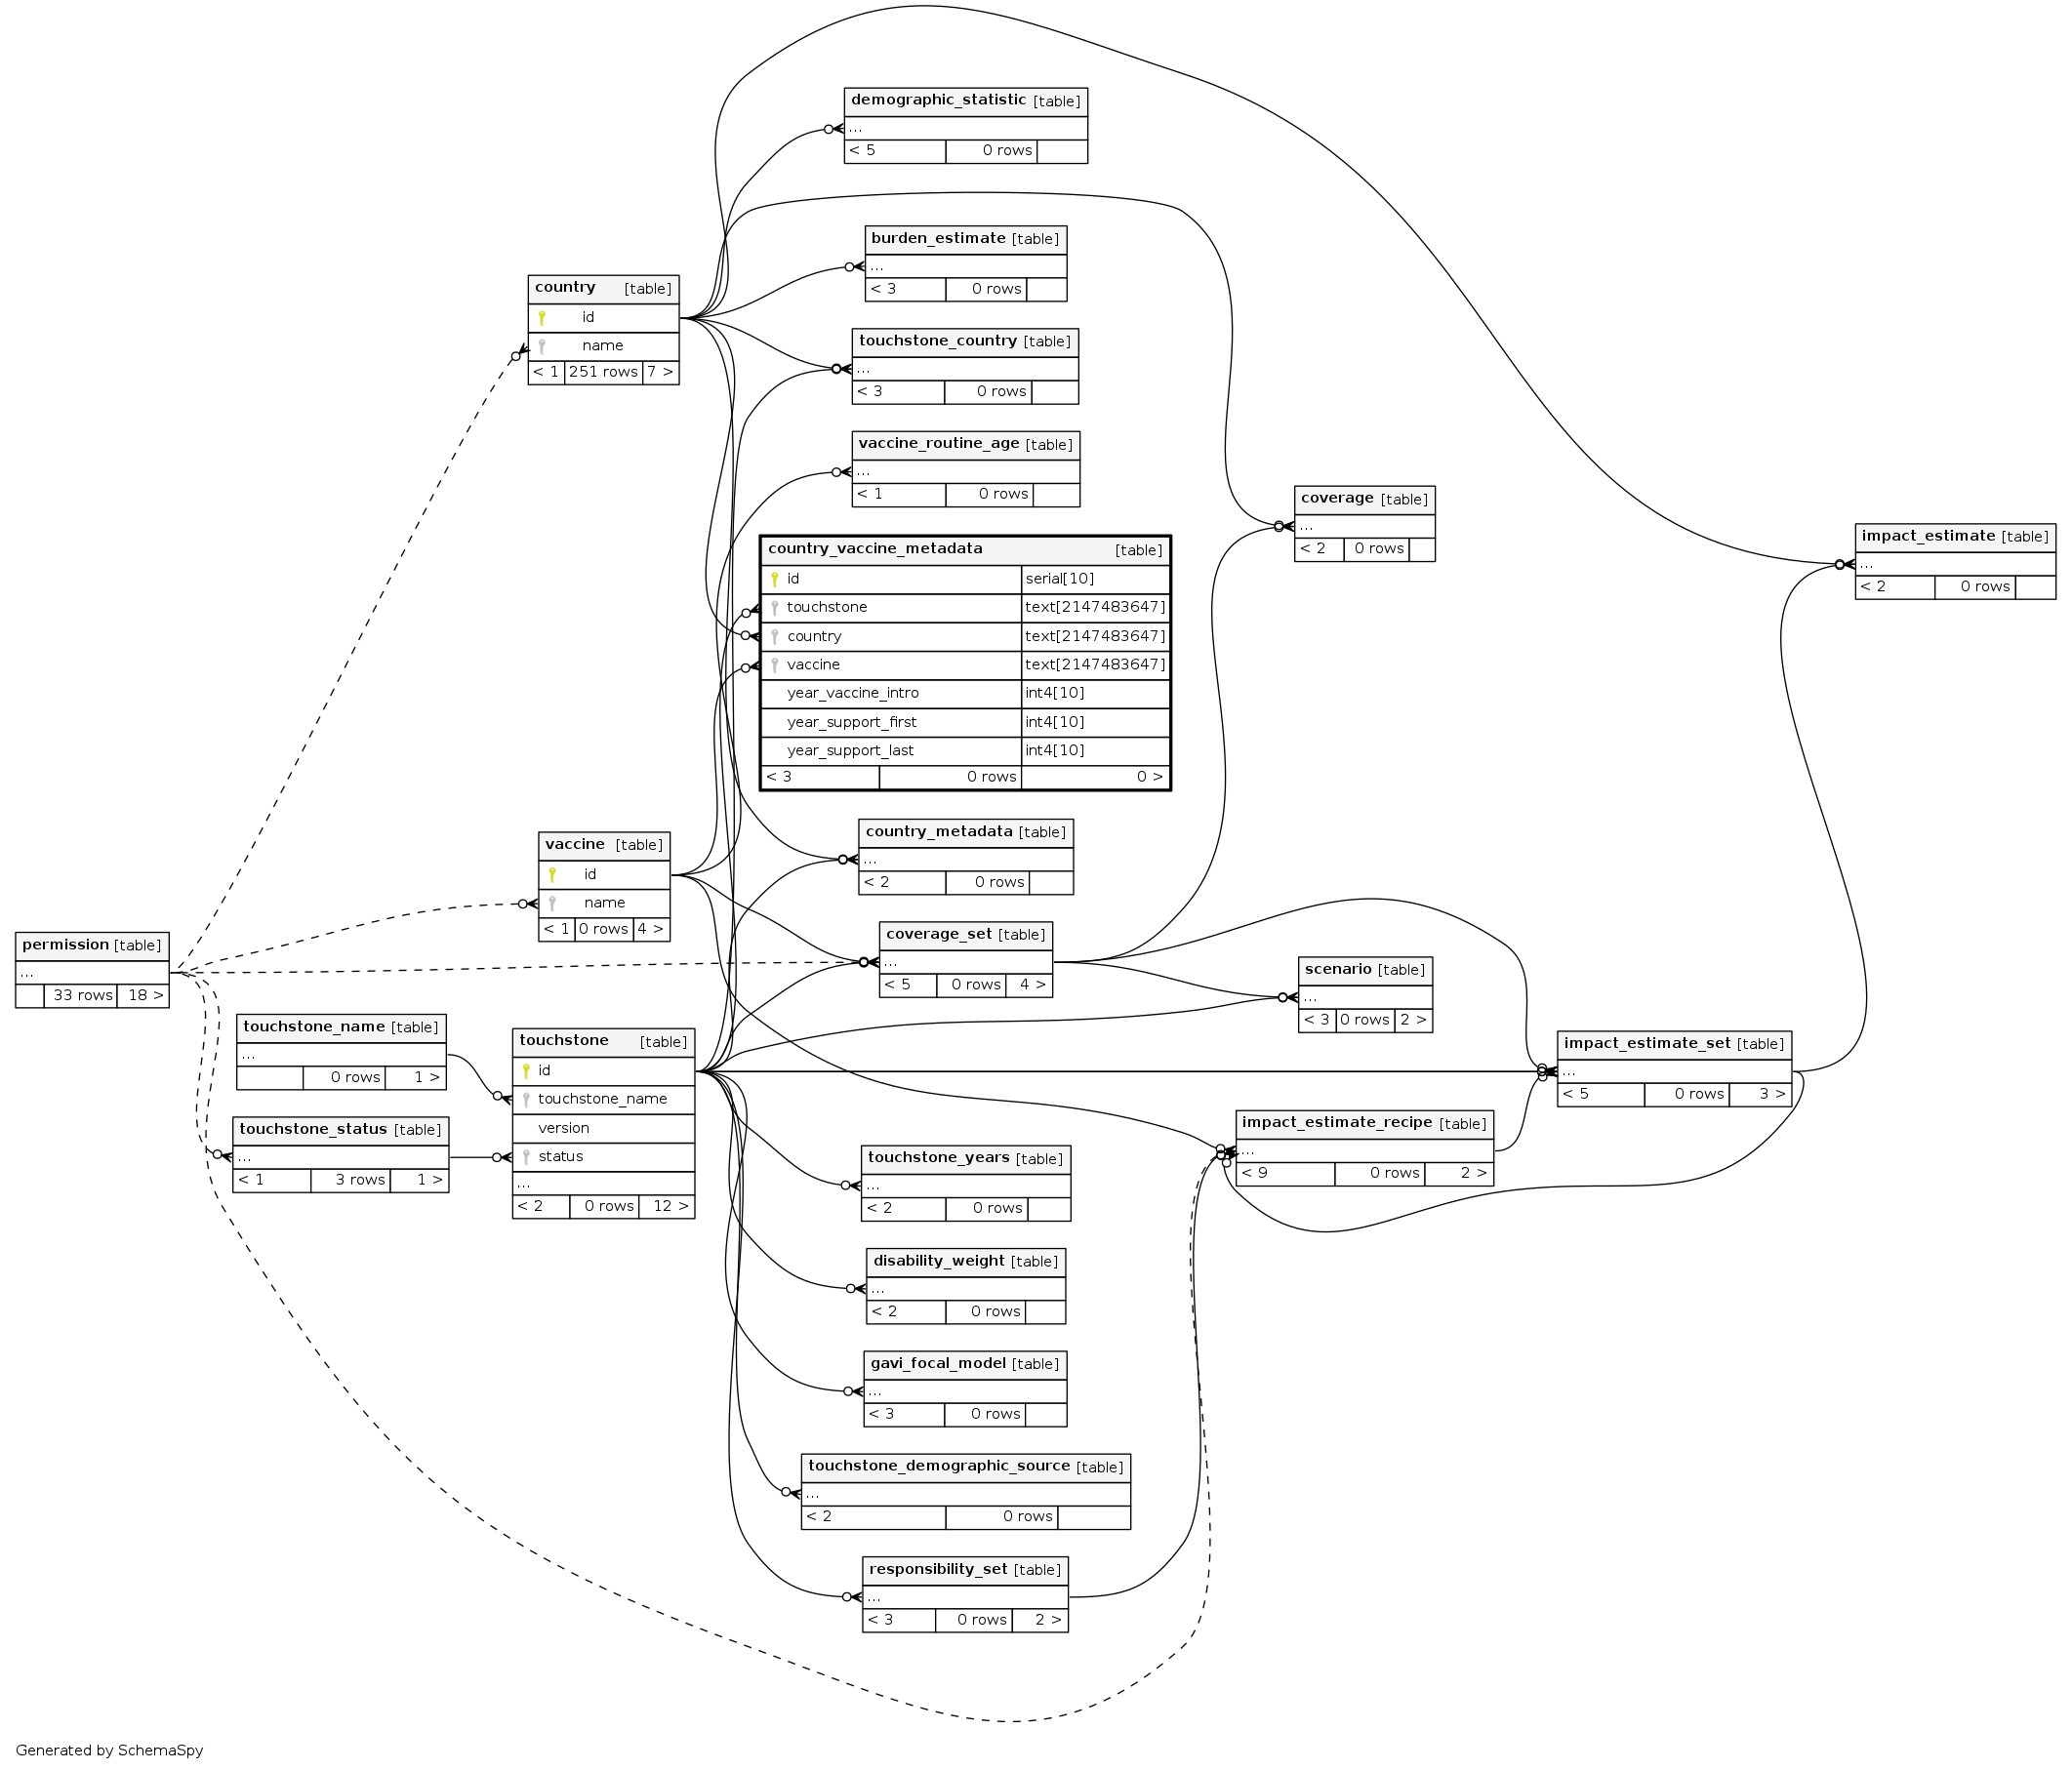 demographic_statistic [table]
...
< 5 0 rows
burden_estimate [table]
...
< 3 0 rows
country [table]
id
name
< 1 251 rows 7 >
touchstone_country [table]
...
< 3 0 rows
vaccine_routine_age [table]
...
< 1 0 rows
coverage [table]
...
< 2 0 rows
impact_estimate [table]
...
< 2 0 rows
country_vaccine_metadata [table]
id serial[10]
touchstone text[2147483647]
country text[2147483647]
vaccine text[2147483647]
year_vaccine_intro int4[10]
year_support_first int4[10]
year_support_last int4[10]
< 3 0 rows 0 >
country_metadata [table]
...
< 2 0 rows
vaccine [table]
id
name
< 1 0 rows 4 >
permission [table]
...
33 rows 18 >
coverage_set [table]
...
< 5 0 rows 4 >
scenario [table]
...
< 3 0 rows 2 >
touchstone_name [table]
...
0 rows 1 >
touchstone [table]
id
touchstone_name
version
status
...
< 2 0 rows 12 >
touchstone_status [table]
...
< 1 3 rows 1 >
impact_estimate_set [table]
...
< 5 0 rows 3 >
impact_estimate_recipe [table]
...
< 9 0 rows 2 >
touchstone_years [table]
...
< 2 0 rows
disability_weight [table]
...
< 2 0 rows
gavi_focal_model [table]
...
< 3 0 rows
touchstone_demographic_source [table]
...
< 2 0 rows
responsibility_set [table]
...
< 3 0 rows 2 >
Generated by SchemaSpy